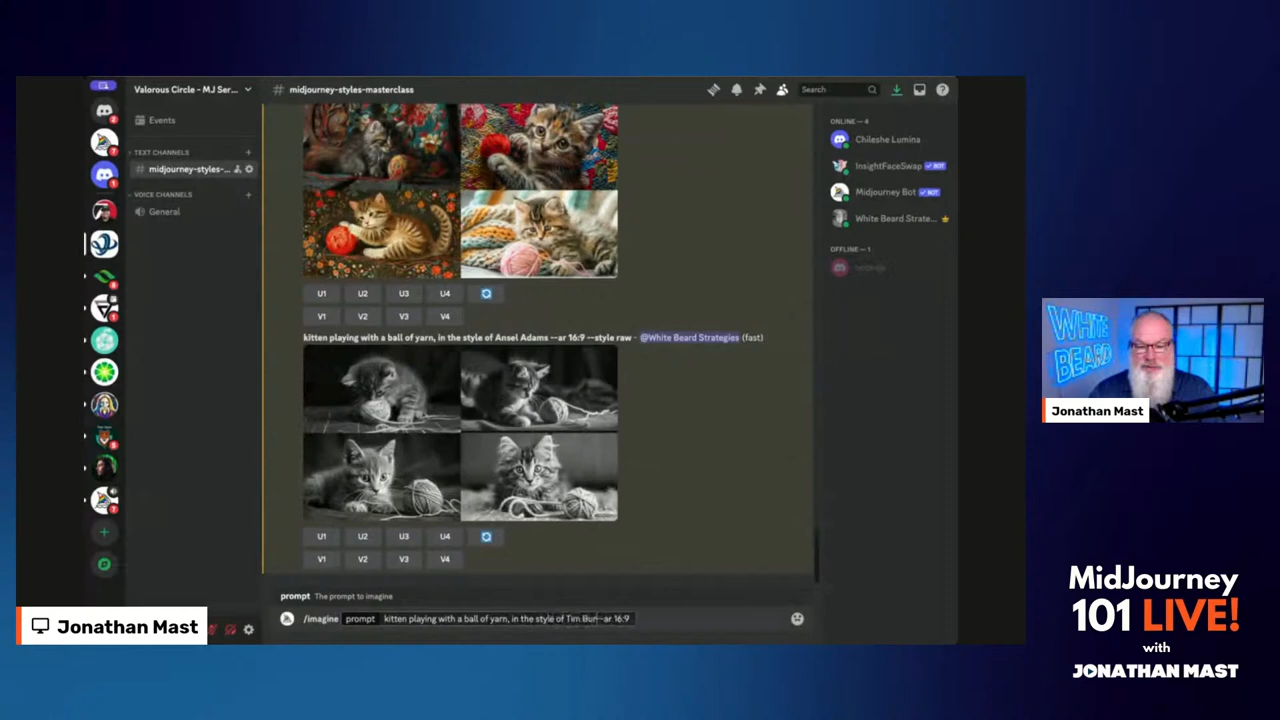 Valorous Circle - MJ Ser...
Events
TEXT CHANNELS
midjourney-styles-...
VOICE CHANNELS
General
# midjourney-styles-masterclass
Search
U1 U2 U3 U4
V1 V2 V3 V4
kitten playing with a ball of yarn, in the style of Ansel Adams --ar 16:9 --style raw - @White Beard Strategies (fast)
U1 U2 U3 U4
V1 V2 V3 V4
prompt The prompt to imagine
/imagine prompt kitten playing with a ball of yarn, in the style of Tim Bur--ar 16:9
ONLINE — 4
Chileshe Lumina
InsightFaceSwap BOT
Midjourney Bot BOT
White Beard Strate...
OFFLINE — 1
Jonathan Mast
WHITE
BEARD
Jonathan Mast
MidJourney
101 LIVE!
with
JONATHAN MAST